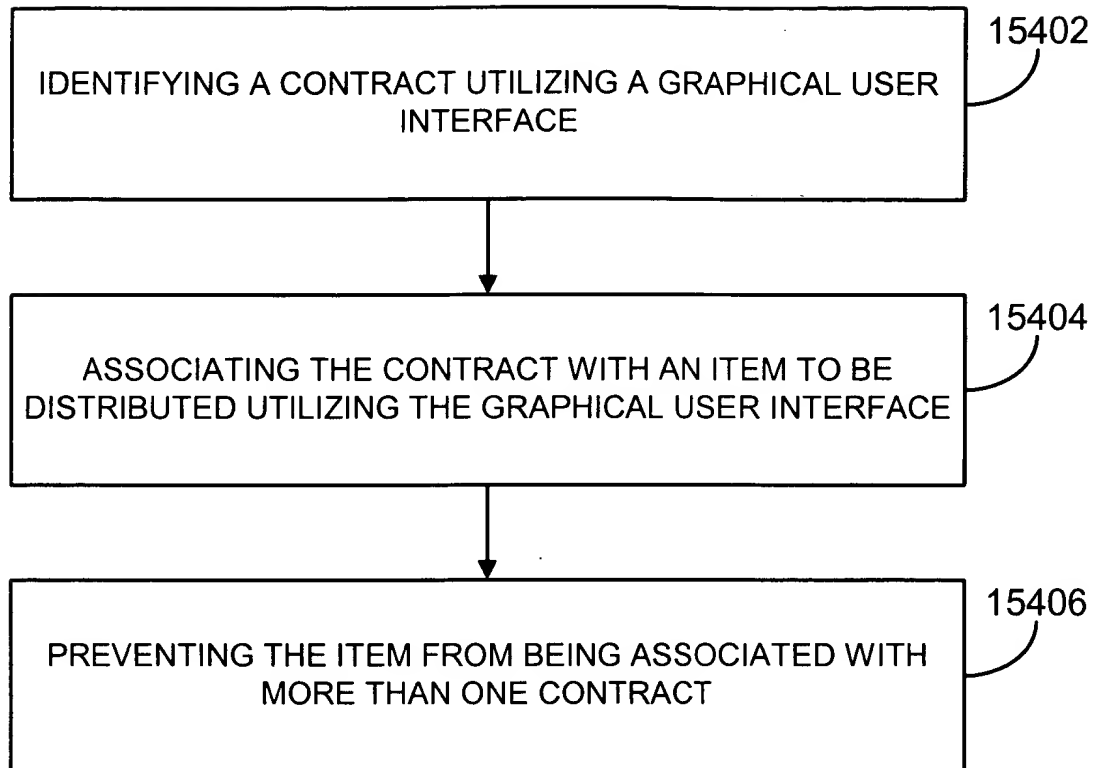 15402
IDENTIFYING A CONTRACT UTILIZING A GRAPHICAL USER
INTERFACE
15404
ASSOCIATING THE CONTRACT WITH AN ITEM TO BE
DISTRIBUTED UTILIZING THE GRAPHICAL USER INTERFACE
15406
PREVENTING THE ITEM FROM BEING ASSOCIATED WITH
MORE THAN ONE CONTRACT